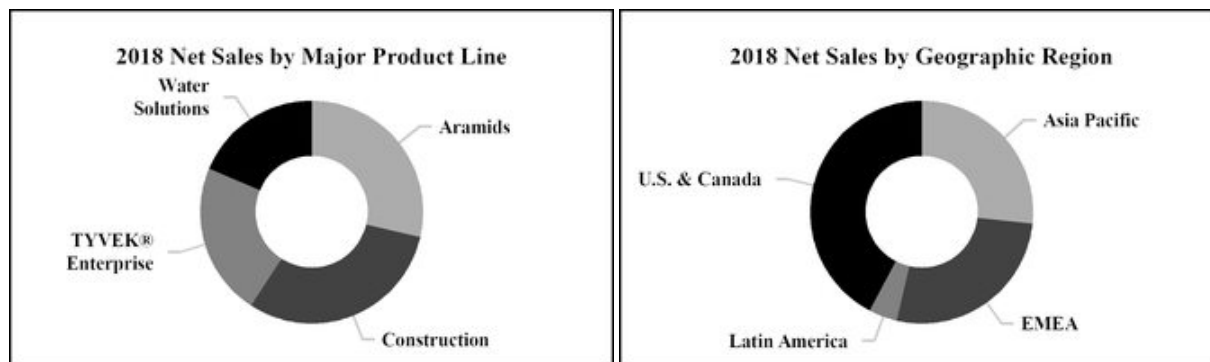 2018 Net Sales by Major Product Line
Water
Solutions
Aramids
TYVEK®
Enterprise
Construction
2018 Net Sales by Geographic Region
Asia Pacific
U.S. & Canada
Latin America
EMEA